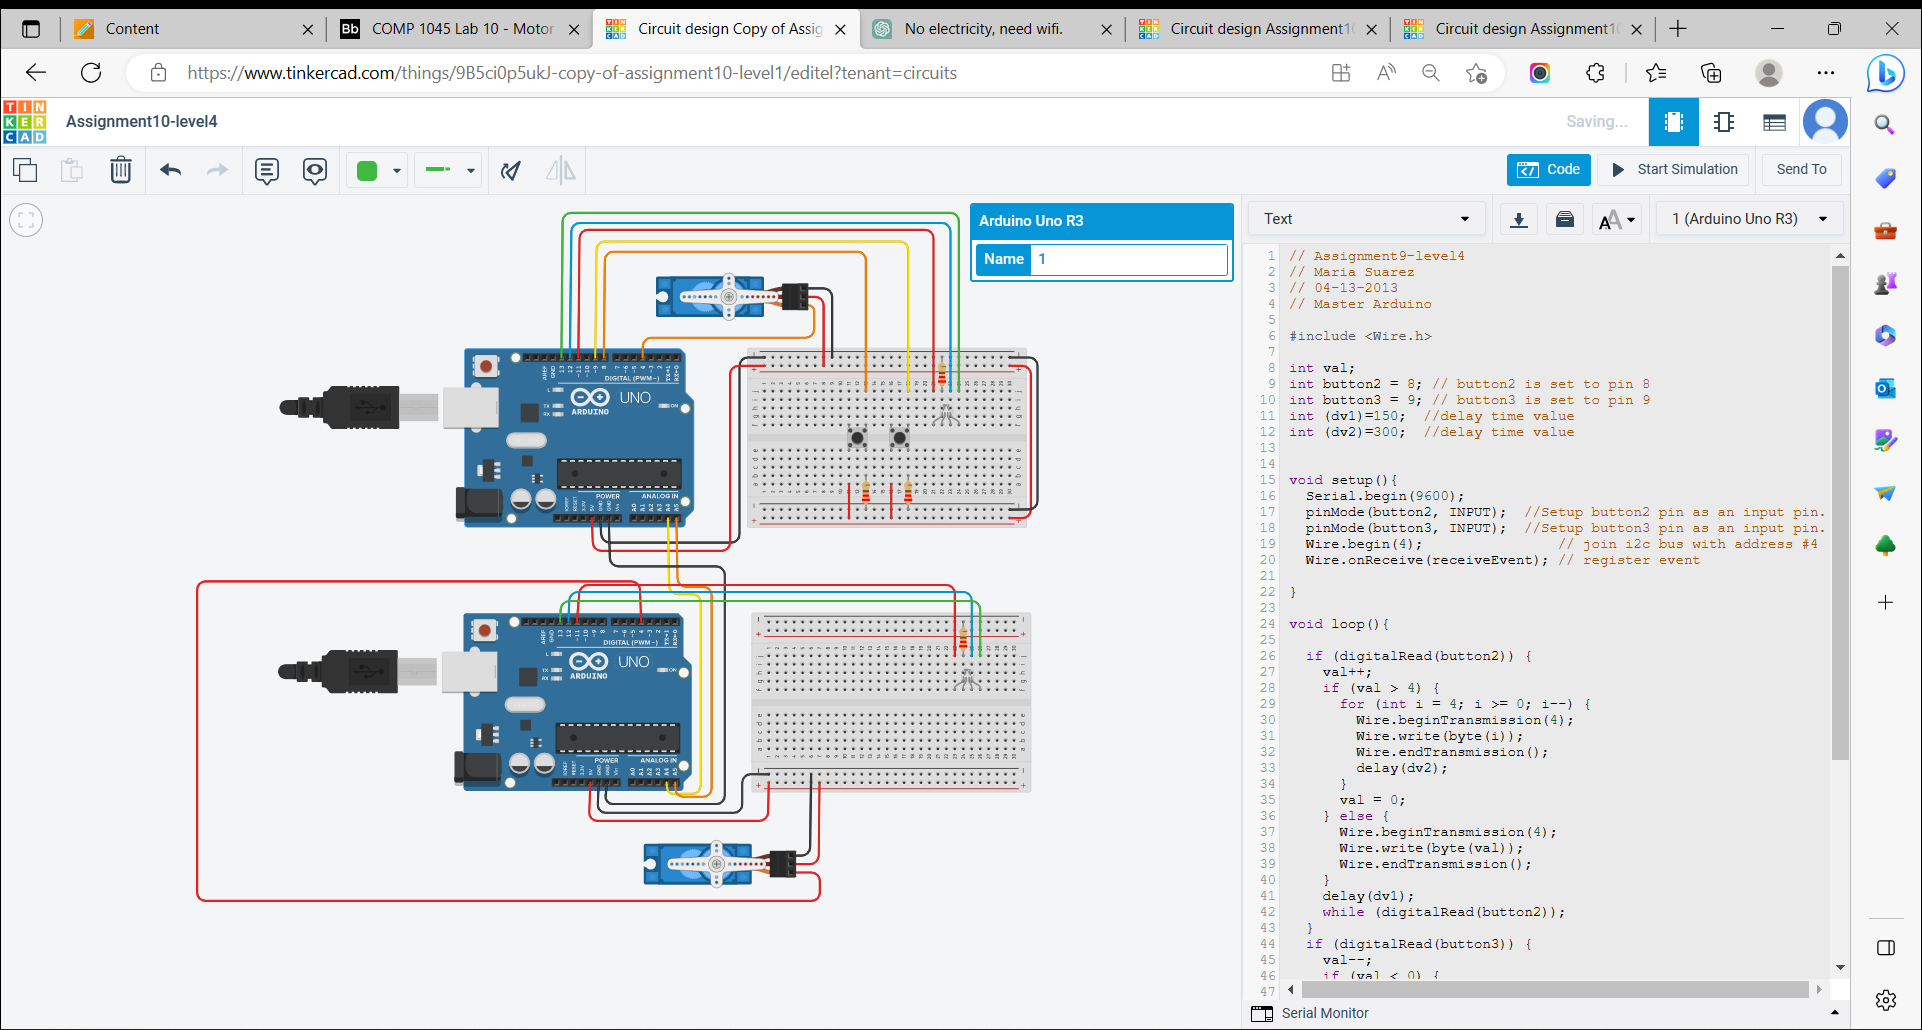 Content
COMP 1045 Lab 10 - Motor
Circuit design Copy of Assig
No electricity, need wifi.
Circuit design Assignment1
Circuit design Assignment1
https://www.tinkercad.com/things/9B5ci0p5ukJ-copy-of-assignment10-level1/editel?tenant=circuits
TINKERCAD
Assignment10-level4
Saving...
Code
Start Simulation
Send To
Arduino Uno R3
Name 1
Text
1 (Arduino Uno R3)
1 // Assignment9-level4
2 // Maria Suarez
3 // 04-13-2013
4 // Master Arduino
5
6 #include <Wire.h>
7
8 int val;
9 int button2 = 8; // button2 is set to pin 8
10 int button3 = 9; // button3 is set to pin 9
11 int (dv1)=150;  //delay time value
12 int (dv2)=300;  //delay time value
13
14
15 void setup(){
16   Serial.begin(9600);
17   pinMode(button2, INPUT);  //Setup button2 pin as an input pin.
18   pinMode(button3, INPUT);  //Setup button3 pin as an input pin.
19   Wire.begin(4);                // join i2c bus with address #4
20   Wire.onReceive(receiveEvent); // register event
21
22 }
23
24 void loop(){
25
26   if (digitalRead(button2)) {
27     val++;
28     if (val > 4) {
29       for (int i = 4; i >= 0; i--) {
30         Wire.beginTransmission(4);
31         Wire.write(byte(i));
32         Wire.endTransmission();
33         delay(dv2);
34       }
35       val = 0;
36     } else {
37       Wire.beginTransmission(4);
38       Wire.write(byte(val));
39       Wire.endTransmission();
40     }
41     delay(dv1);
42     while (digitalRead(button2));
43   }
44   if (digitalRead(button3)) {
45     val--;
46     if (val < 0) {
47
Serial Monitor
DIGITAL (PWM~)
UNO
ARDUINO
POWER
ANALOG IN
DIGITAL (PWM~)
UNO
ARDUINO
POWER
ANALOG IN